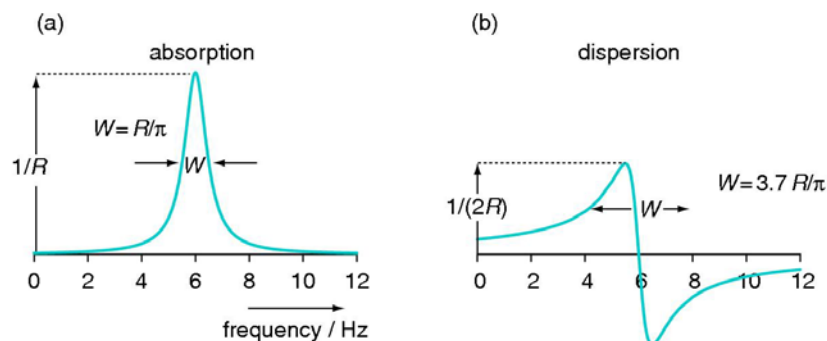 (a)
absorption
W = R/π
1/R
W
0 2 4 6 8 10 12
frequency / Hz
(b)
dispersion
W = 3.7 R/π
1/(2R)
W
0 2 4 6 8 10 12